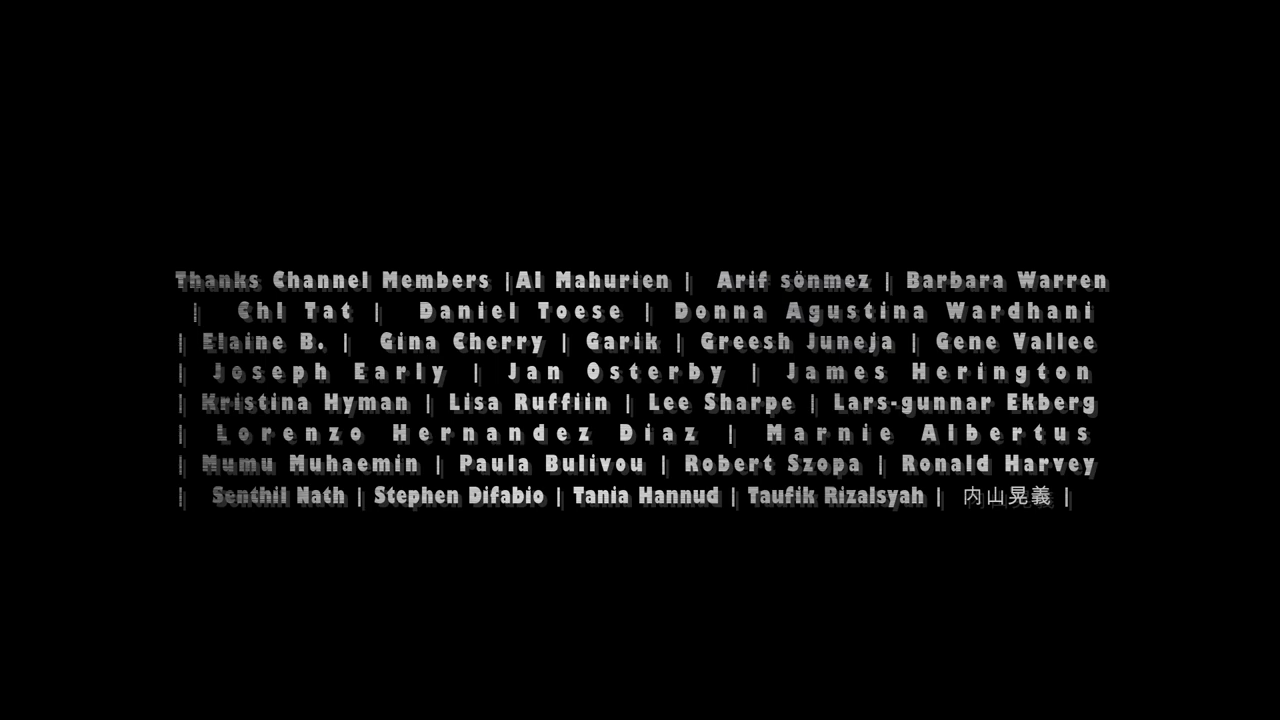 Thanks Channel Members |Al Mahurien | Arif sönmez | Barbara Warren
| Chi Tat | Daniel Toese | Donna Agustina Wardhani
| Elaine B. | Gina Cherry | Garik | Greesh Juneja | Gene Vallee
| Joseph Early | Jan Osterby | James Herington
| Kristina Hyman | Lisa Ruffiin | Lee Sharpe | Lars-gunnar Ekberg
| Lorenzo Hernandez Diaz | Marnie Albertus
| Mumu Muhaemin | Paula Bulivou | Robert Szopa | Ronald Harvey
| Senthil Nath | Stephen Difabio | Tania Hannud | Taufik Rizalsyah | 内山晃義 |